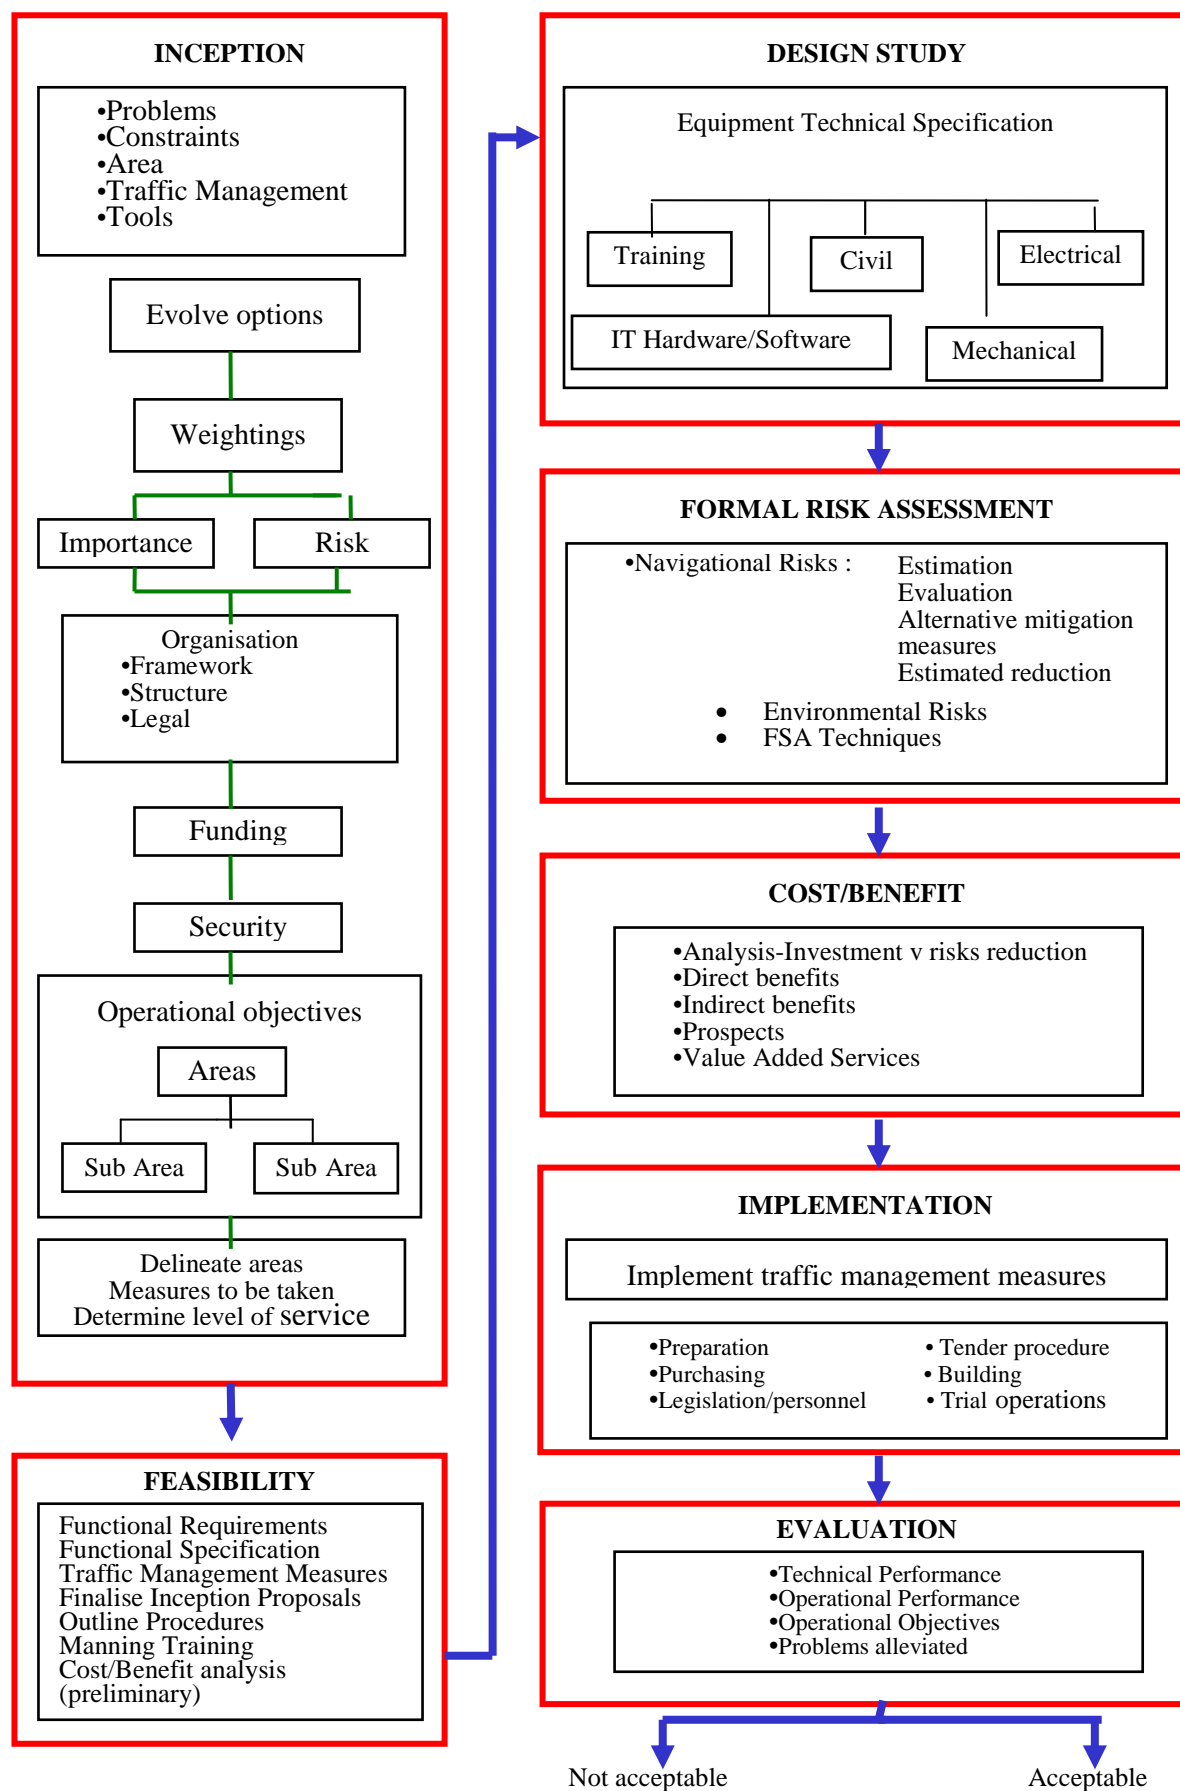 INCEPTION
•Problems
•Constraints
•Area
•Traffic Management
•Tools
Evolve options
Weightings
Importance
Risk
Organisation
•Framework
•Structure
•Legal
Funding
Security
Operational objectives
Areas
Sub Area
Sub Area
Delineate areas
Measures to be taken
Determine level of service
FEASIBILITY
Functional Requirements
Functional Specification
Traffic Management Measures
Finalise Inception Proposals
Outline Procedures
Manning Training
Cost/Benefit analysis
(preliminary)
DESIGN STUDY
Equipment Technical Specification
Training
Civil
Electrical
IT Hardware/Software
Mechanical
FORMAL RISK ASSESSMENT
•Navigational Risks :
Estimation
Evaluation
Alternative mitigation
measures
Estimated reduction
• Environmental Risks
• FSA Techniques
COST/BENEFIT
•Analysis-Investment v risks reduction
•Direct benefits
•Indirect benefits
•Prospects
•Value Added Services
IMPLEMENTATION
Implement traffic management measures
•Preparation
•Purchasing
•Legislation/personnel
• Tender procedure
• Building
• Trial operations
EVALUATION
•Technical Performance
•Operational Performance
•Operational Objectives
•Problems alleviated
Not acceptable
Acceptable